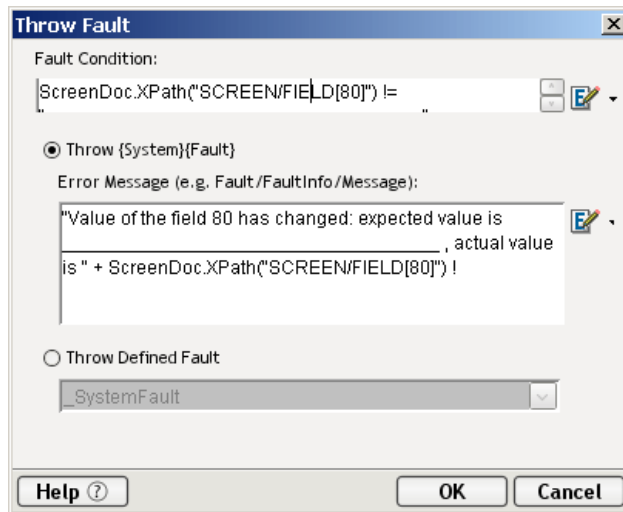 Throw Fault
Fault Condition:
ScreenDoc.XPath("SCREEN/FIELD[80]") !=
" "
Throw {System}{Fault}
Error Message (e.g. Fault/FaultInfo/Message):
"Value of the field 80 has changed: expected value is
________________________________________ , actual value
is " + ScreenDoc.XPath("SCREEN/FIELD[80]") !
Throw Defined Fault
_SystemFault
Help ?
OK
Cancel